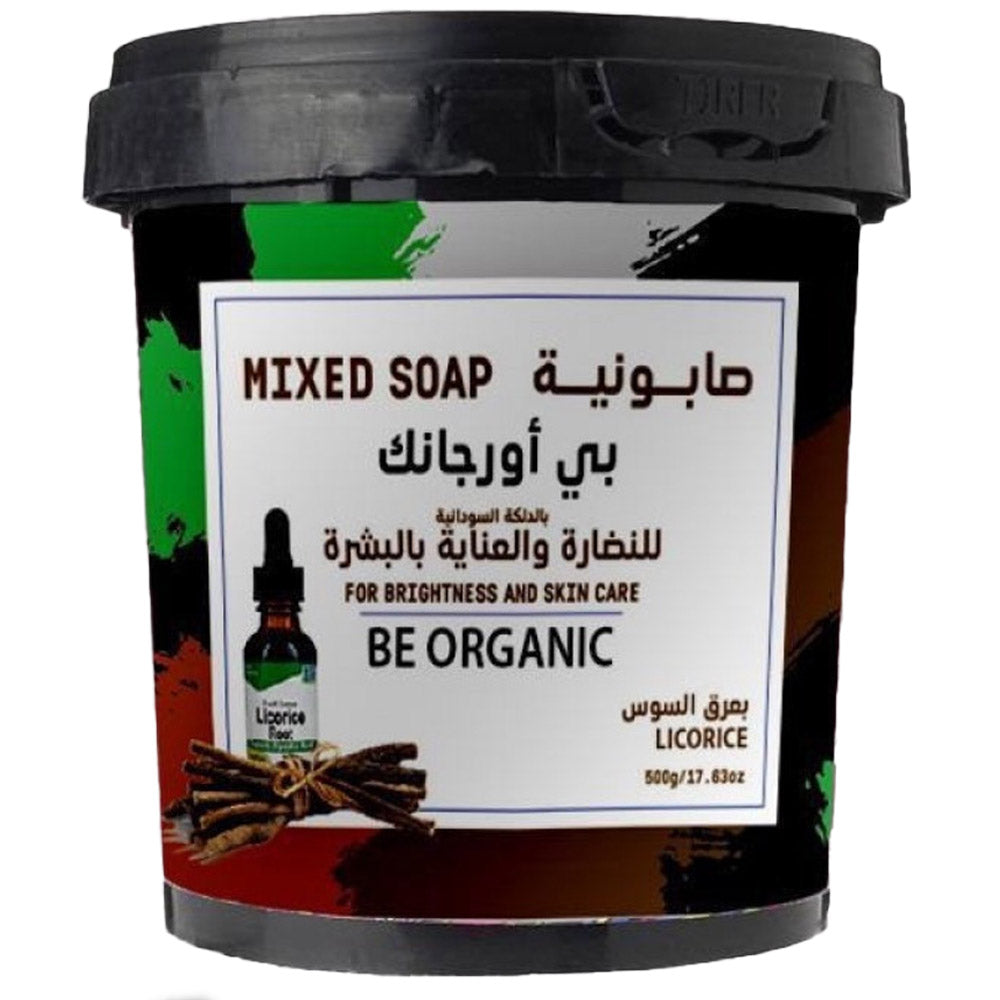 MIXED SOAP صابونية
بي أورجانك
بالدلكة السودانية
للنضارة والعناية بالبشرة
FOR BRIGHTNESS AND SKIN CARE
BE ORGANIC
Licorice
Root
بعرق السوس
LICORICE
500g/17.63oz